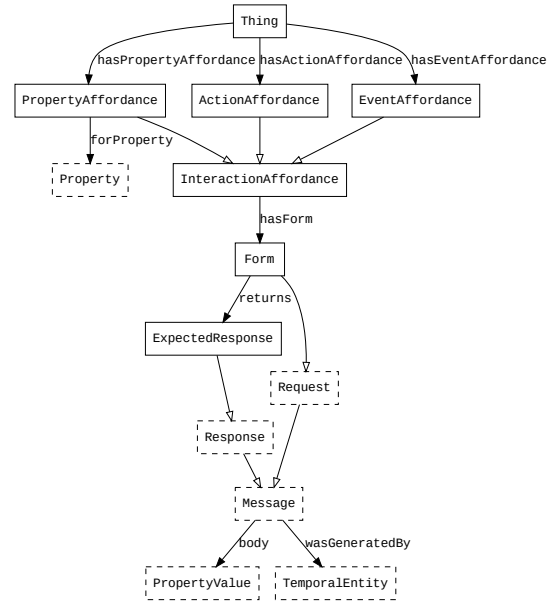 Thing
hasPropertyAffordance
hasActionAffordance
hasEventAffordance
PropertyAffordance
ActionAffordance
EventAffordance
forProperty
Property
InteractionAffordance
hasForm
Form
returns
ExpectedResponse
Request
Response
Message
body
wasGeneratedBy
PropertyValue
TemporalEntity